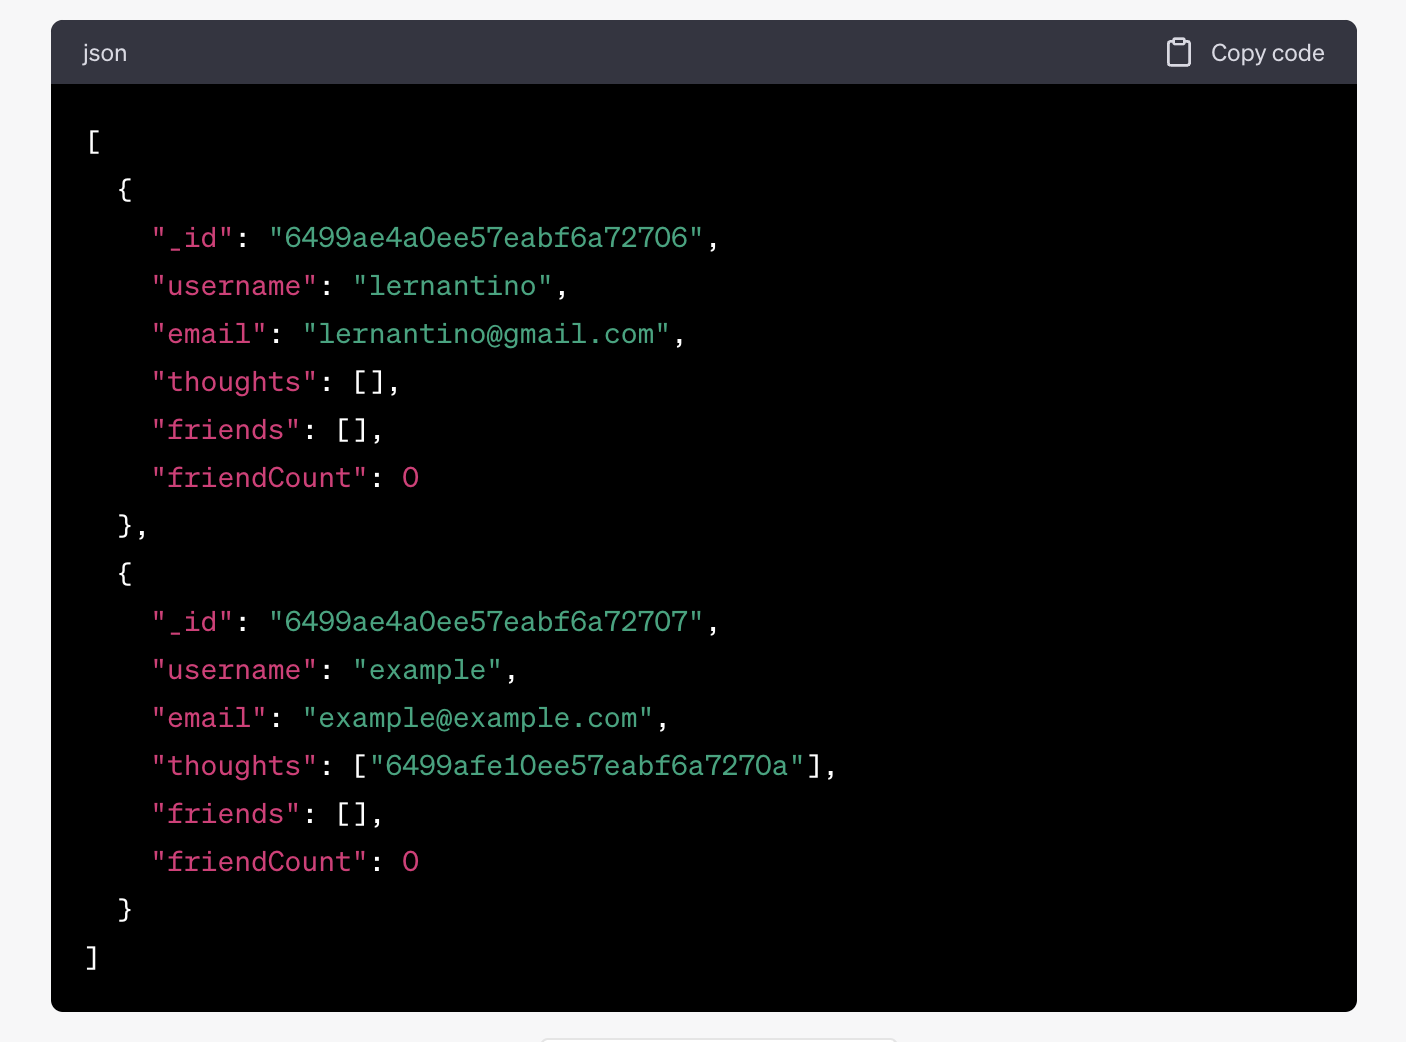 json
Copy code
[
  {
    "_id": "6499ae4a0ee57eabf6a72706",
    "username": "lernantino",
    "email": "lernantino@gmail.com",
    "thoughts": [],
    "friends": [],
    "friendCount": 0
  },
  {
    "_id": "6499ae4a0ee57eabf6a72707",
    "username": "example",
    "email": "example@example.com",
    "thoughts": ["6499afe10ee57eabf6a7270a"],
    "friends": [],
    "friendCount": 0
  }
]